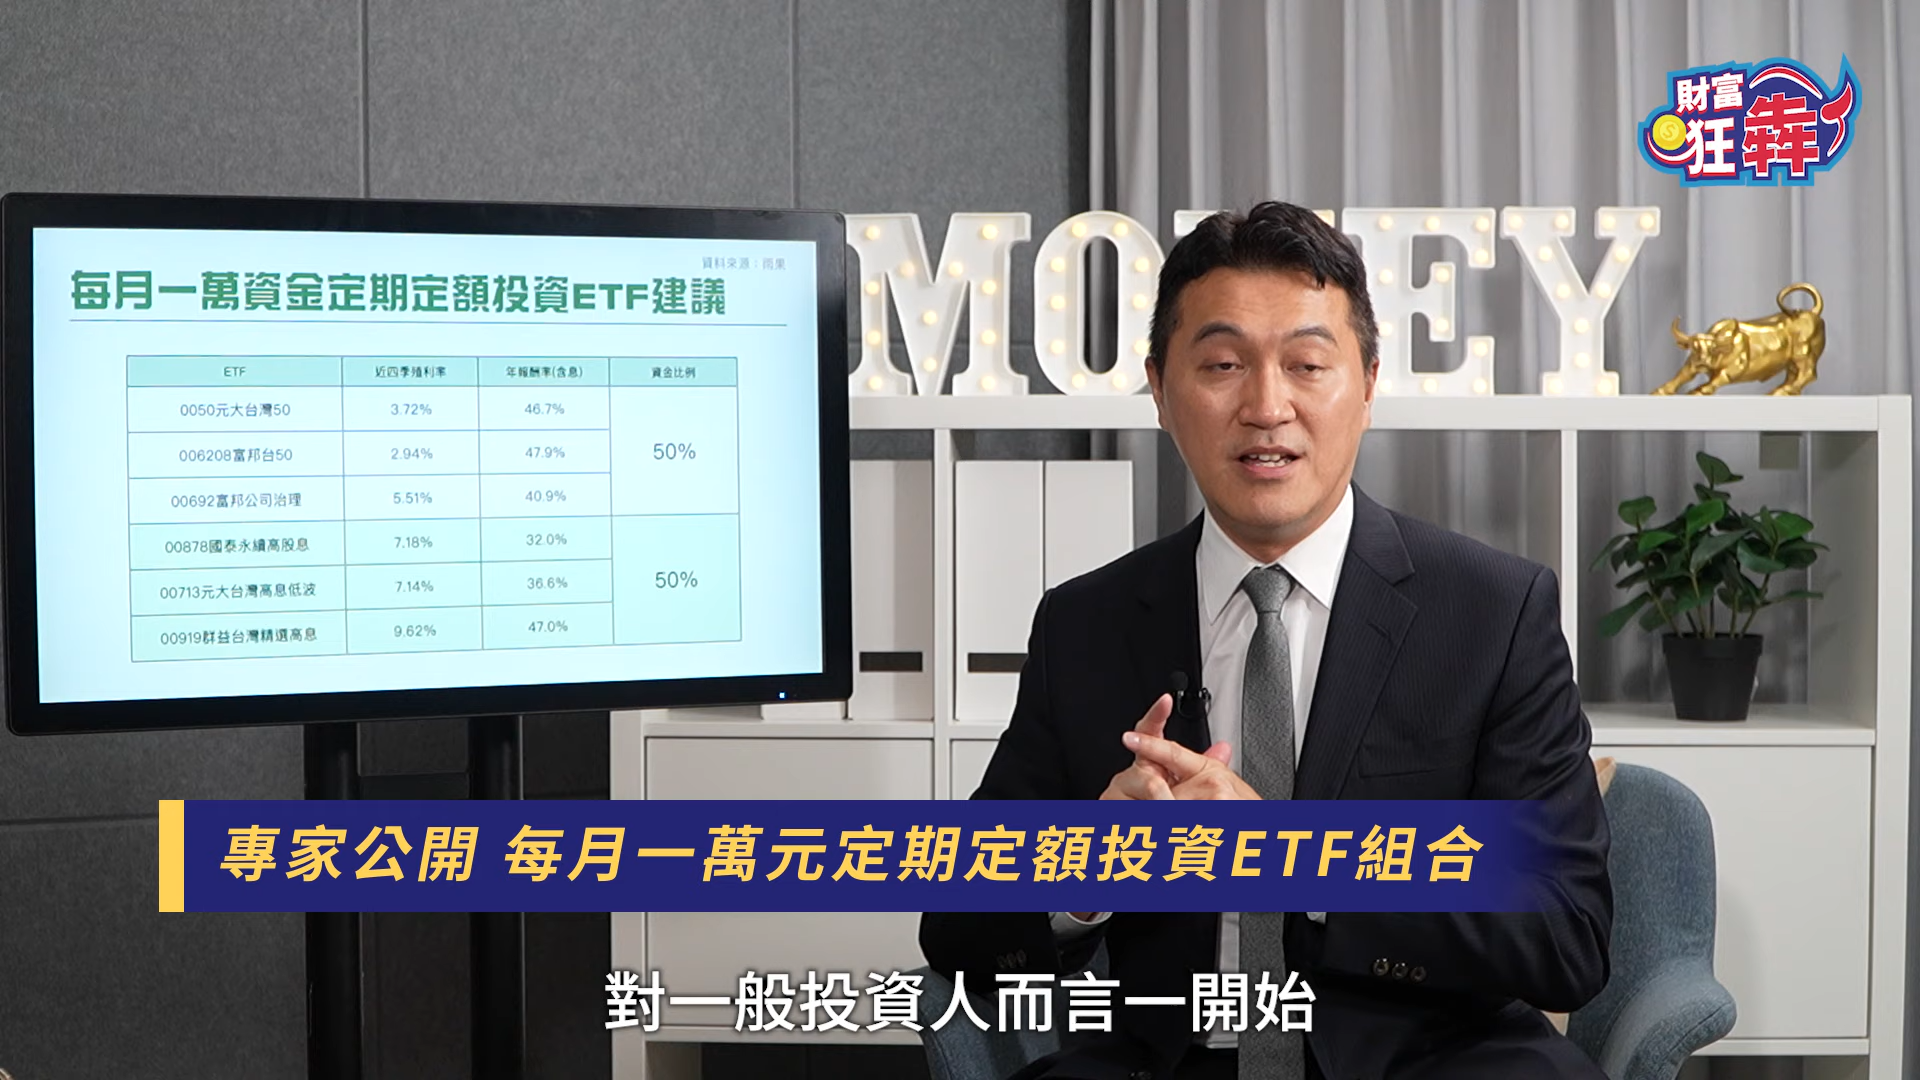 財富
狂犇
MONEY
資料來源：雨果
每月一萬資金定期定額投資ETF建議
ETF 近四季殖利率 年報酬率(含息) 資金比例
0050元大台灣50 3.72% 46.7%
006208富邦台50 2.94% 47.9% 50%
00692富邦公司治理 5.51% 40.9%
00878國泰永續高股息 7.18% 32.0%
00713元大台灣高息低波 7.14% 36.6% 50%
00919群益台灣精選高息 9.62% 47.0%
專家公開 每月一萬元定期定額投資ETF組合
對一般投資人而言一開始